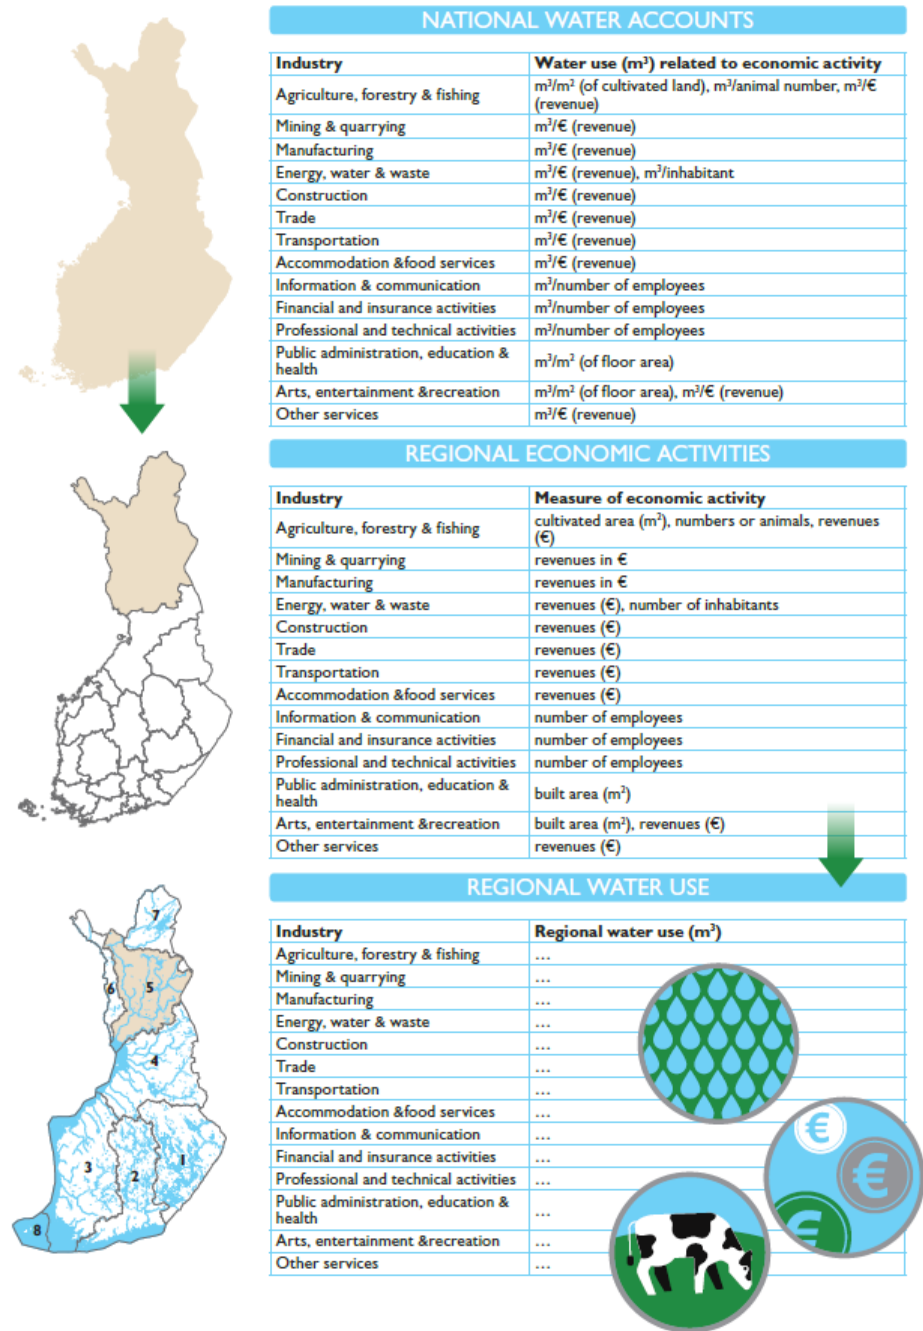 NATIONAL WATER ACCOUNTS
Industry Water use (m³) related to economic activity
Agriculture, forestry & fishing m³/m² (of cultivated land), m³/animal number, m³/€
(revenue)
Mining & quarrying m³/€ (revenue)
Manufacturing m³/€ (revenue)
Energy, water & waste m³/€ (revenue), m³/inhabitant
Construction m³/€ (revenue)
Trade m³/€ (revenue)
Transportation m³/€ (revenue)
Accommodation &food services m³/€ (revenue)
Information & communication m³/number of employees
Financial and insurance activities m³/number of employees
Professional and technical activities m³/number of employees
Public administration, education &
health m³/m² (of floor area)
Arts, entertainment &recreation m³/m² (of floor area), m³/€ (revenue)
Other services m³/€ (revenue)
REGIONAL ECONOMIC ACTIVITIES
Industry Measure of economic activity
Agriculture, forestry & fishing cultivated area (m²), numbers or animals, revenues
(€)
Mining & quarrying revenues in €
Manufacturing revenues in €
Energy, water & waste revenues (€), number of inhabitants
Construction revenues (€)
Trade revenues (€)
Transportation revenues (€)
Accommodation &food services revenues (€)
Information & communication number of employees
Financial and insurance activities number of employees
Professional and technical activities number of employees
Public administration, education &
health built area (m²)
Arts, entertainment &recreation built area (m²), revenues (€)
Other services revenues (€)
REGIONAL WATER USE
Industry Regional water use (m³)
Agriculture, forestry & fishing ...
Mining & quarrying ...
Manufacturing ...
Energy, water & waste ...
Construction ...
Trade ...
Transportation ...
Accommodation &food services ...
Information & communication ...
Financial and insurance activities ...
Professional and technical activities ...
Public administration, education &
health ...
Arts, entertainment &recreation ...
Other services ...
7
6 5
4
3 2 1
8
€
€
€